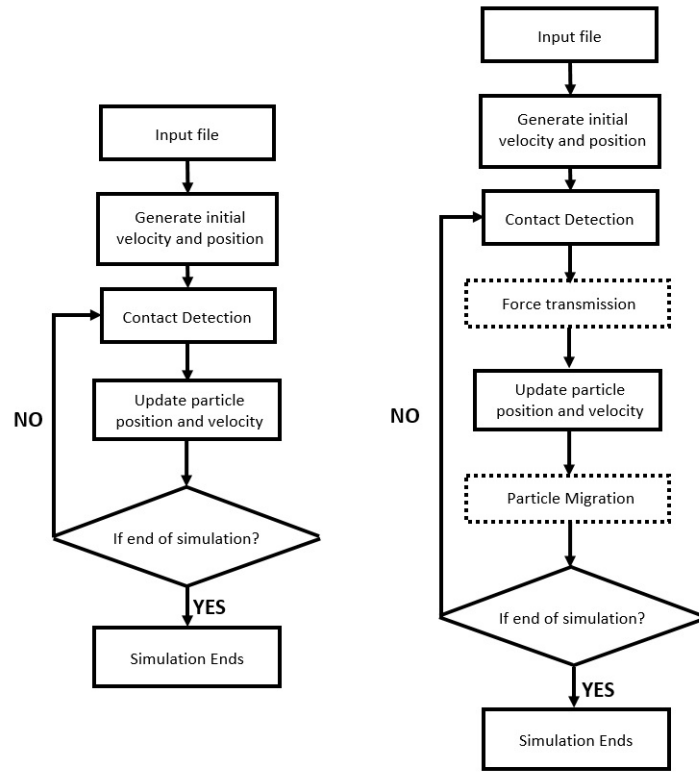 Input file
Generate initial
velocity and position
Contact Detection
Update particle
position and velocity
NO
If end of simulation?
YES
Simulation Ends
Input file
Generate initial
velocity and position
Contact Detection
Force transmission
Update particle
position and velocity
NO
Particle Migration
If end of simulation?
YES
Simulation Ends